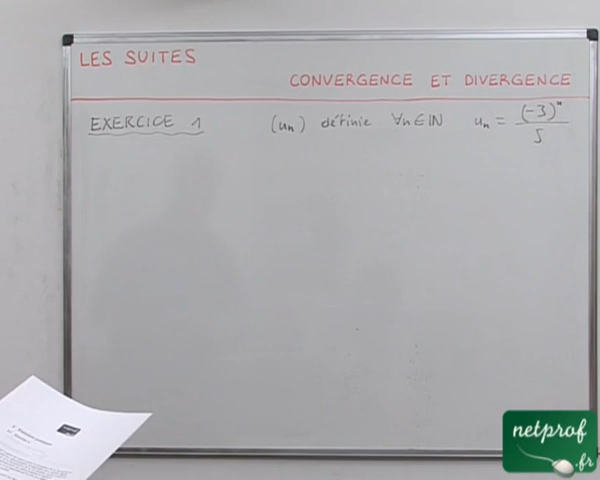 LES SUITES
CONVERGENCE ET DIVERGENCE
EXERCICE 1 (uₙ) définie ∀n∈ℕ uₙ = (-3)ⁿ/5
netprof
.fr